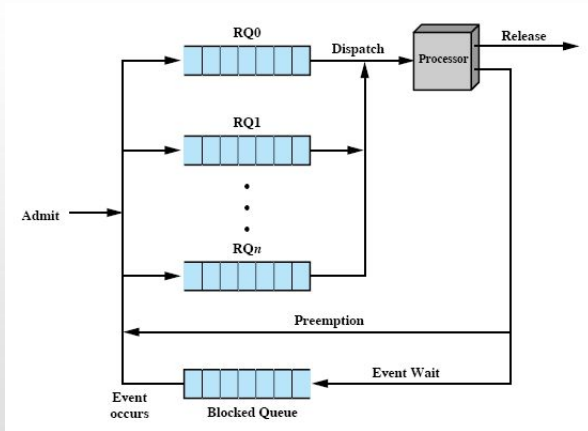 RQ0
Dispatch
Release
Processor
RQ1
Admit
RQn
Preemption
Event Wait
Event
occurs
Blocked Queue